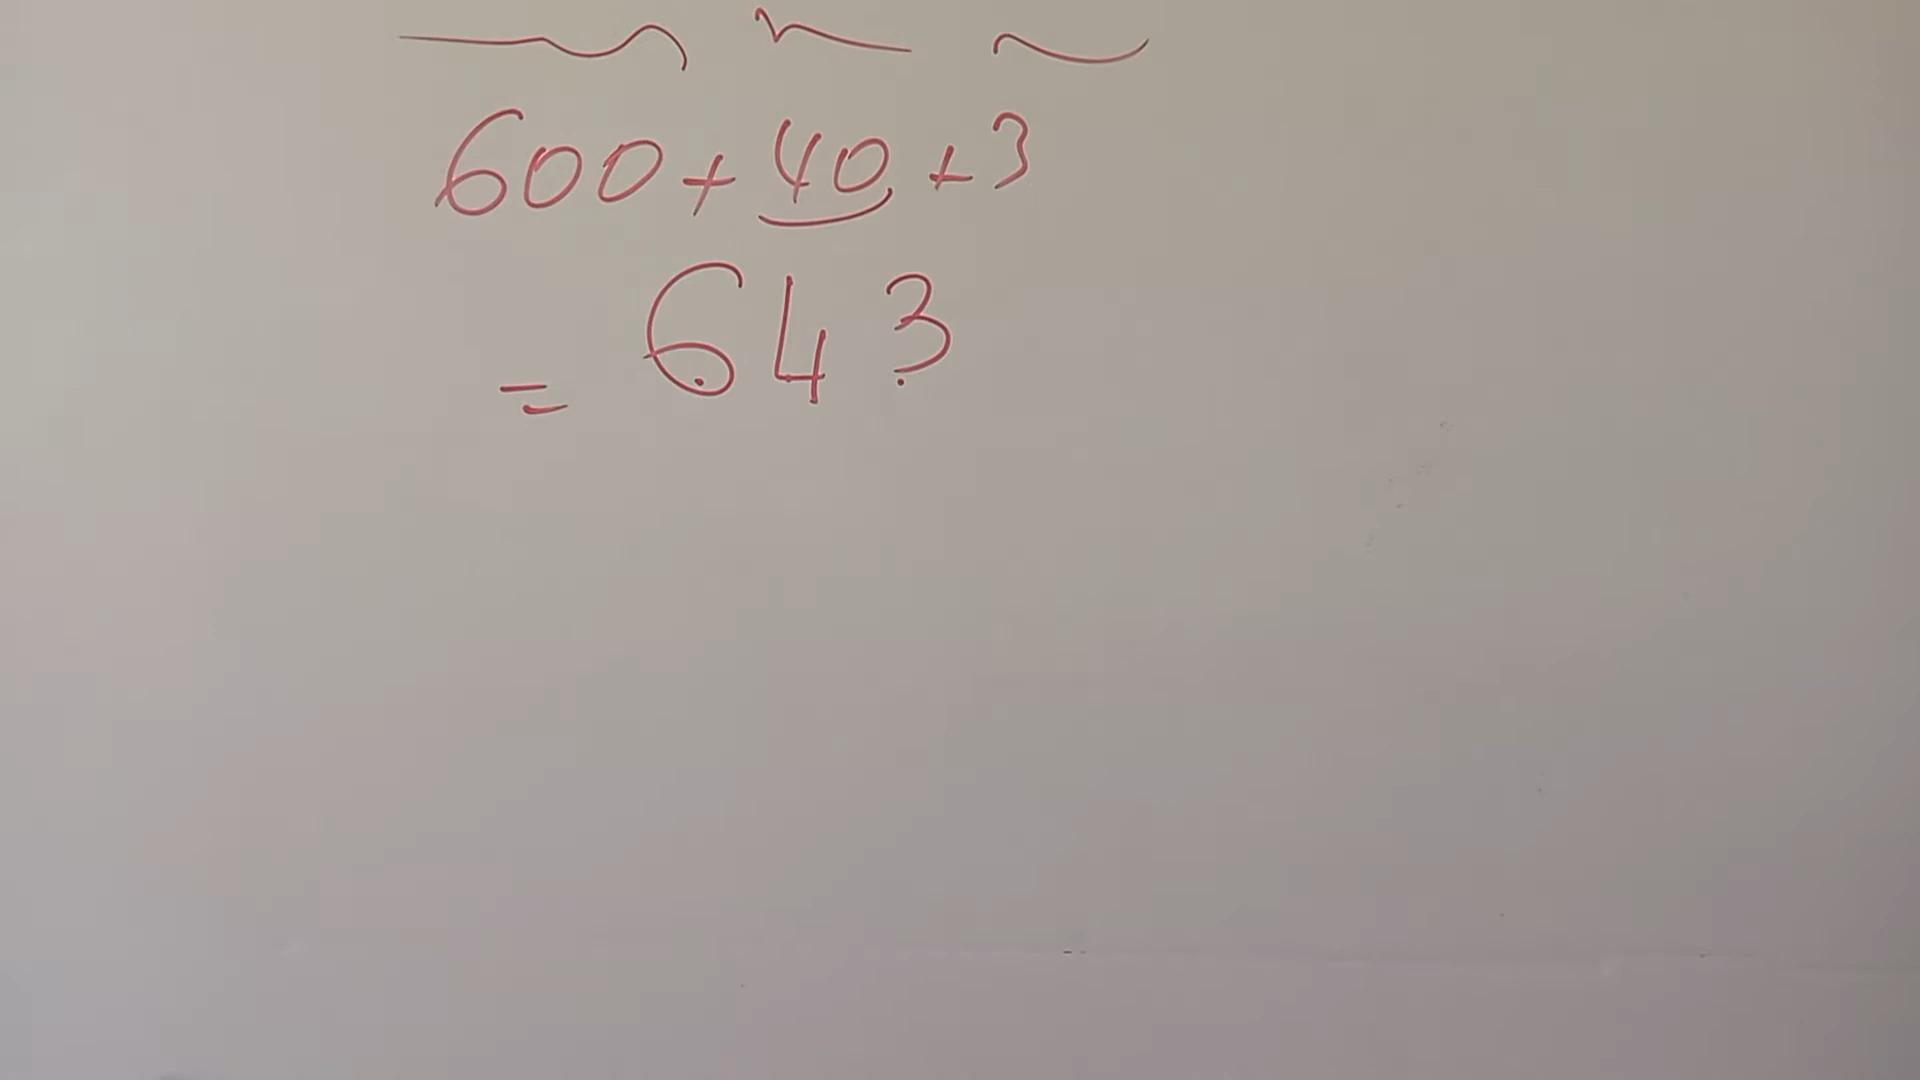 600 + 40 + 3
= 643